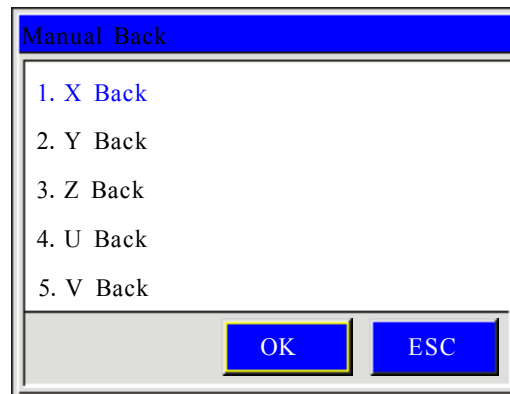 Manual Back
1. X Back
2. Y Back
3. Z Back
4. U Back
5. V Back
OK ESC